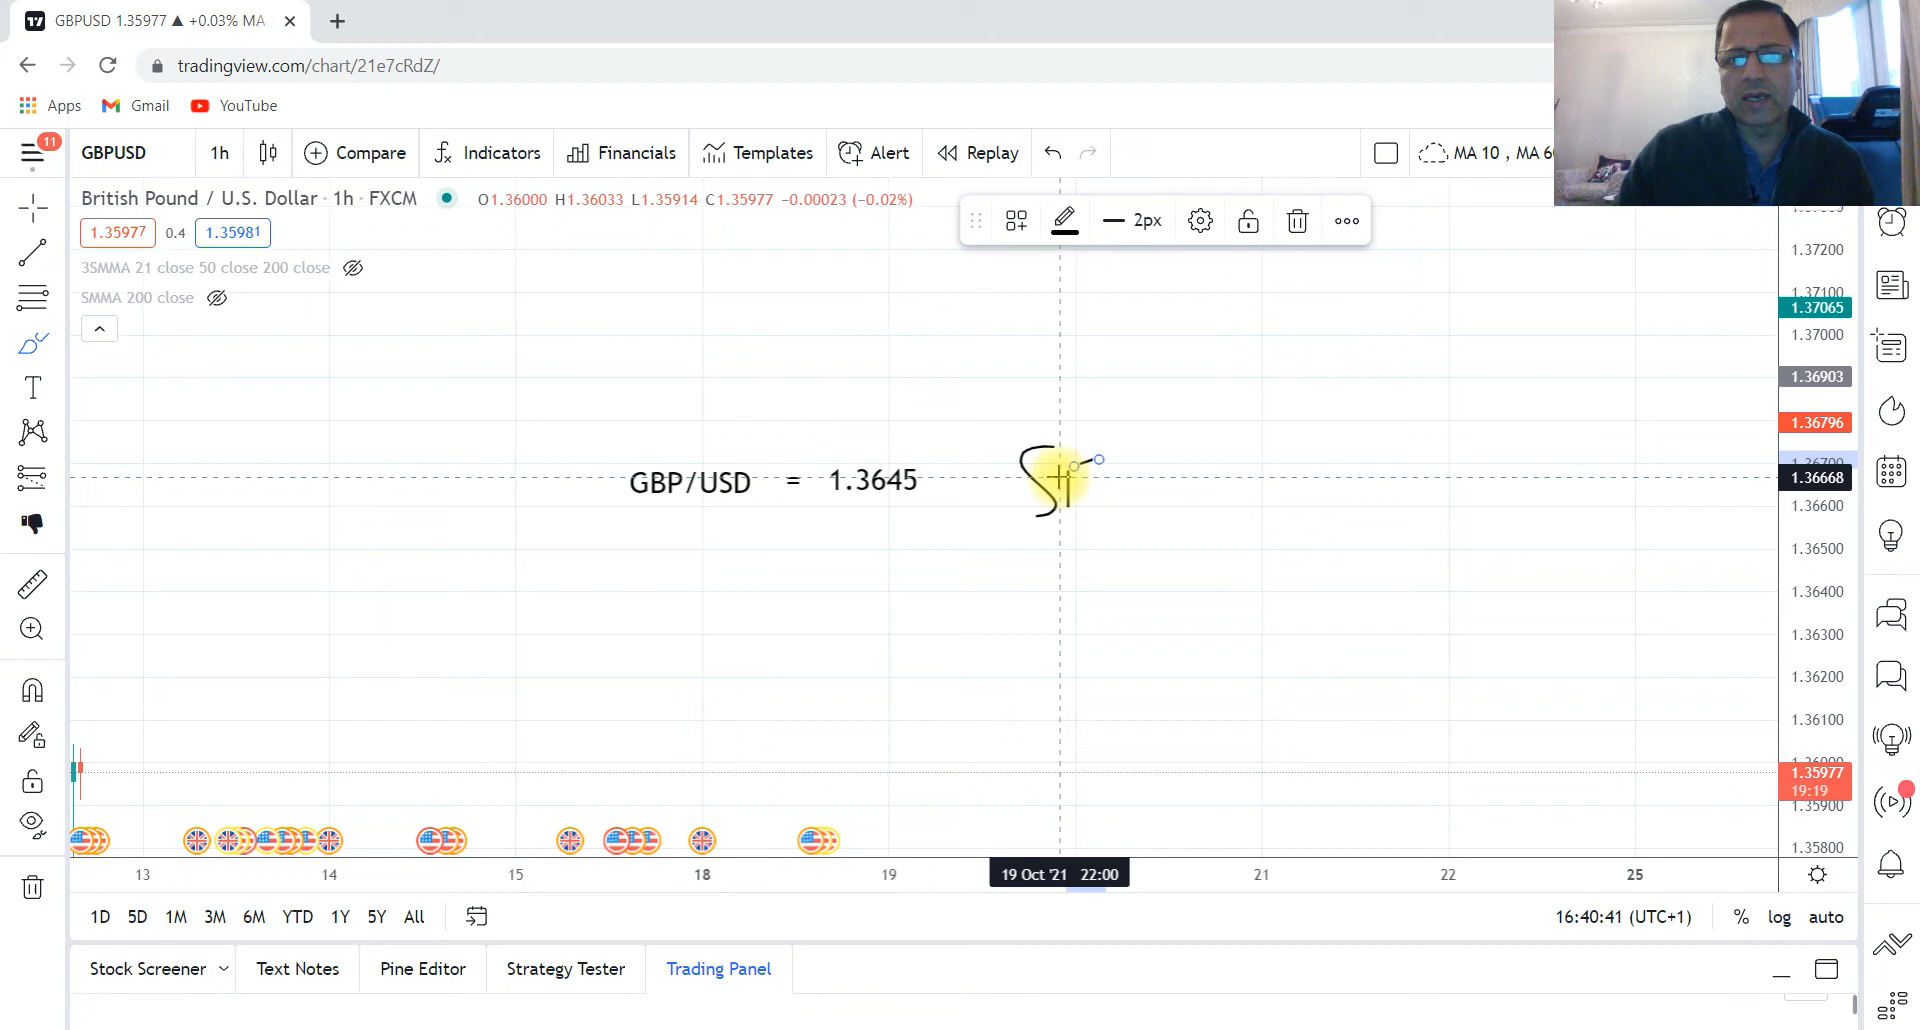 GBPUSD 1.35977 ▲ +0.03% MA
tradingview.com/chart/21e7cRdZ/
Apps Gmail YouTube
11
GBPUSD 1h Compare Indicators Financials Templates Alert Replay MA 10 , MA 60
British Pound / U.S. Dollar · 1h · FXCM O1.36000 H1.36033 L1.35914 C1.35977 −0.00023 (−0.02%)
2px
1.35977 0.4 1.35981
3SMMA 21 close 50 close 200 close
SMMA 200 close
1.37200
1.37100
1.37065
1.37000
1.36903
1.36796
1.36700
GBP/USD = 1.3645
1.36668
1.36600
1.36500
1.36400
1.36300
1.36200
1.36100
1.36000
1.35977
19:19
1.35900
1.35800
13 14 15 18 19 19 Oct '21 22:00 21 22 25
1D 5D 1M 3M 6M YTD 1Y 5Y All 16:40:41 (UTC+1) % log auto
Stock Screener Text Notes Pine Editor Strategy Tester Trading Panel